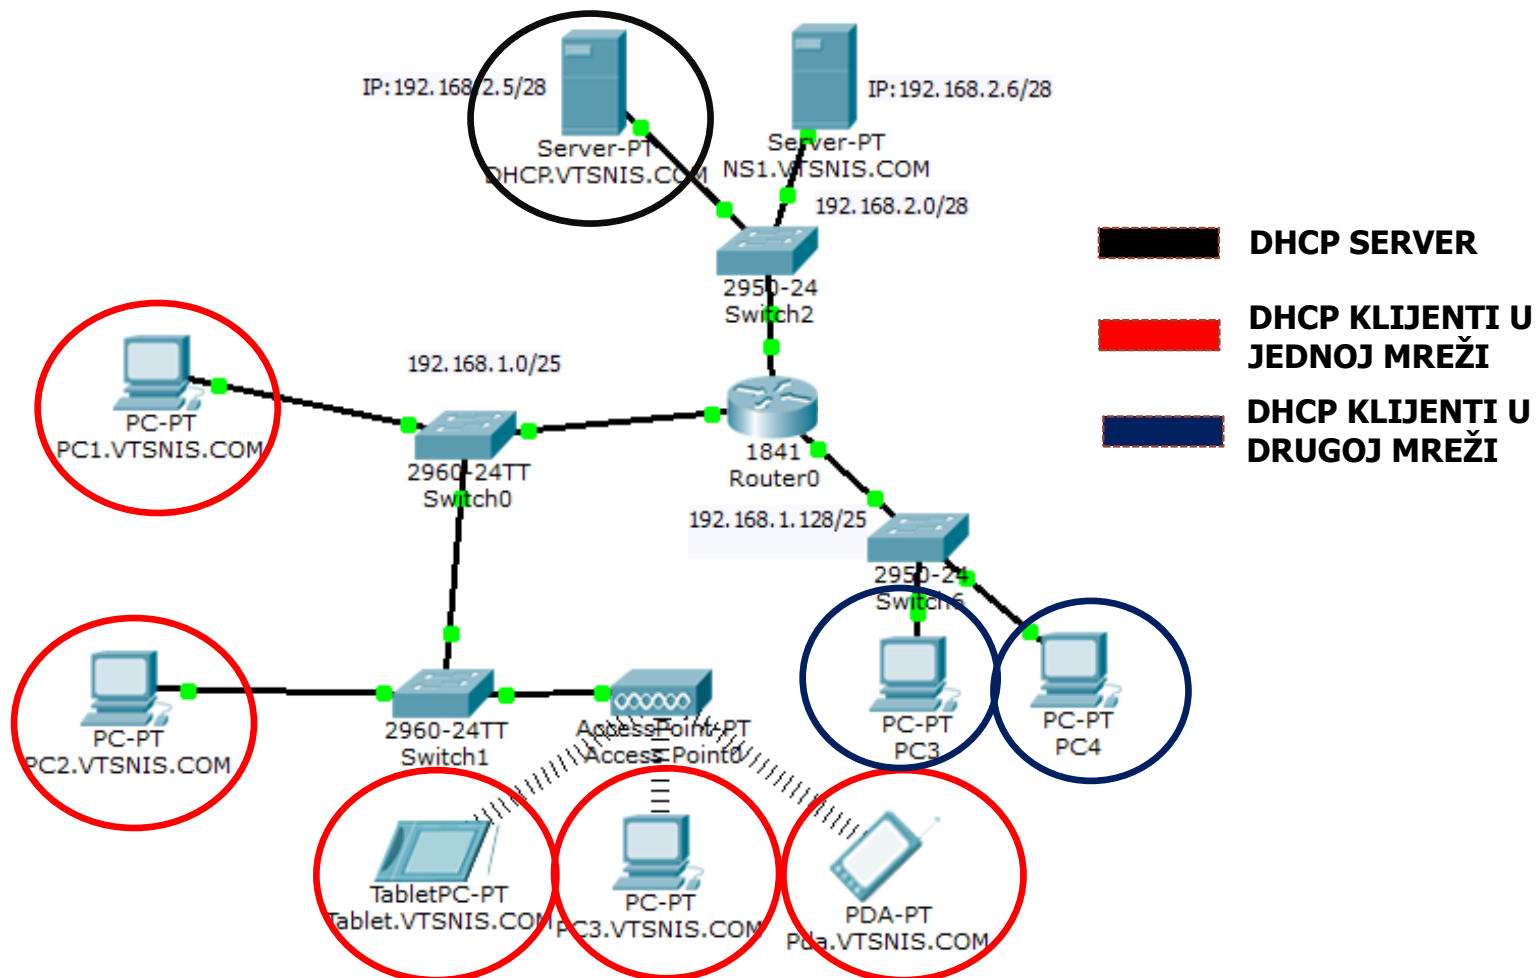 IP:192.168.2.5/28
Server-PT
DHCP.VTSNIS.COM
IP:192.168.2.6/28
Server-PT
NS1.VTSNIS.COM
192.168.2.0/28
2950-24
Switch2
DHCP SERVER
DHCP KLIJENTI U
JEDNOJ MREŽI
DHCP KLIJENTI U
DRUGOJ MREŽI
192.168.1.0/25
PC-PT
PC1.VTSNIS.COM
2960-24TT
Switch0
1841
Router0
192.168.1.128/25
2950-24
Switch6
PC-PT
PC2.VTSNIS.COM
2960-24TT
Switch1
AccessPoint-PT
Access Point0
PC-PT
PC3
PC-PT
PC4
TabletPC-PT
Tablet.VTSNIS.COM
PC-PT
PC3.VTSNIS.COM
PDA-PT
Pda.VTSNIS.COM